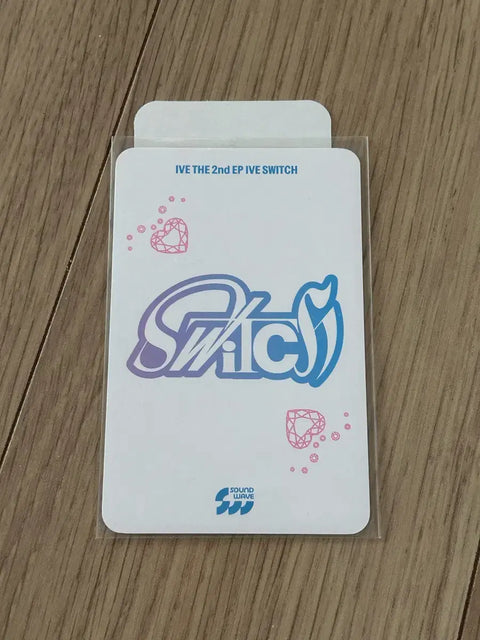 IVE THE 2nd EP IVE SWITCH
SWiTCH
SOUND
WAVE